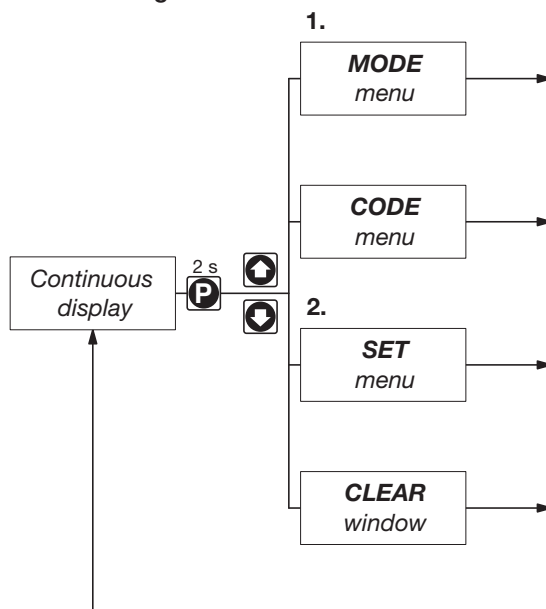 1.
MODE
menu
CODE
menu
2 s
P
Continuous
display
2.
SET
menu
CLEAR
window